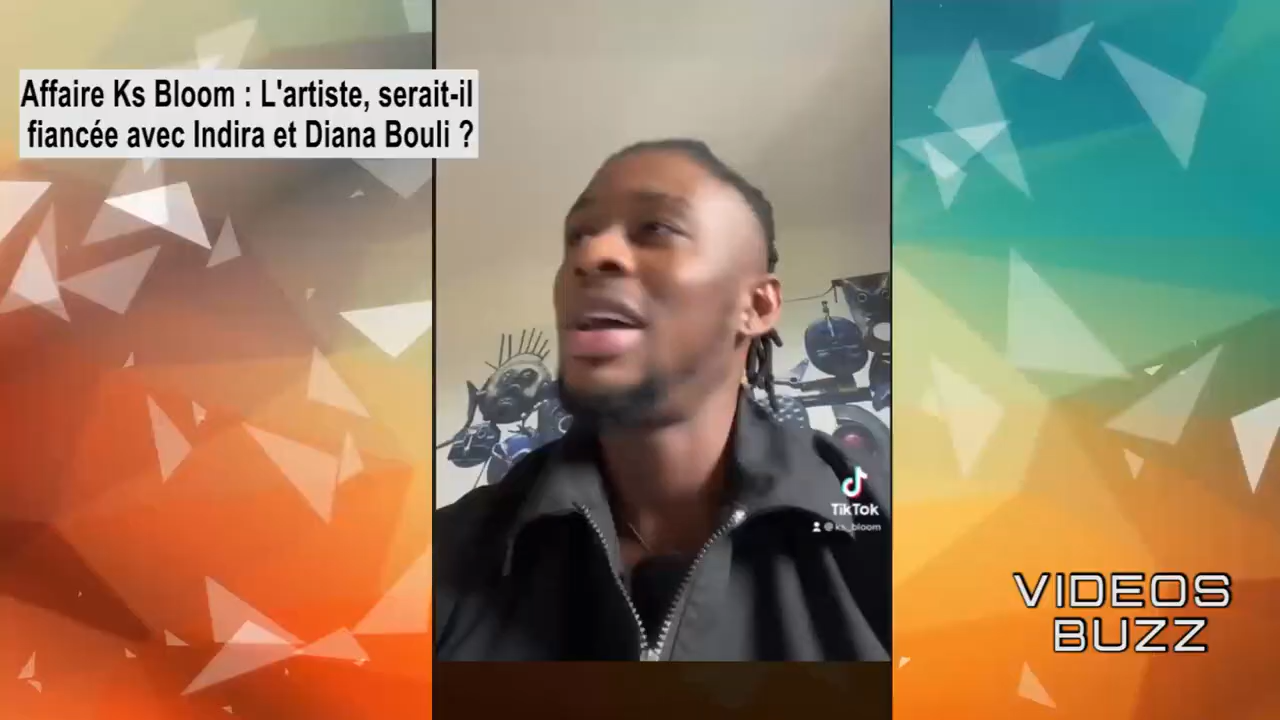 Affaire Ks Bloom : L'artiste, serait-il
fiancée avec Indira et Diana Bouli ?
TikTok
@ks_bloom
VIDEOS
BUZZ